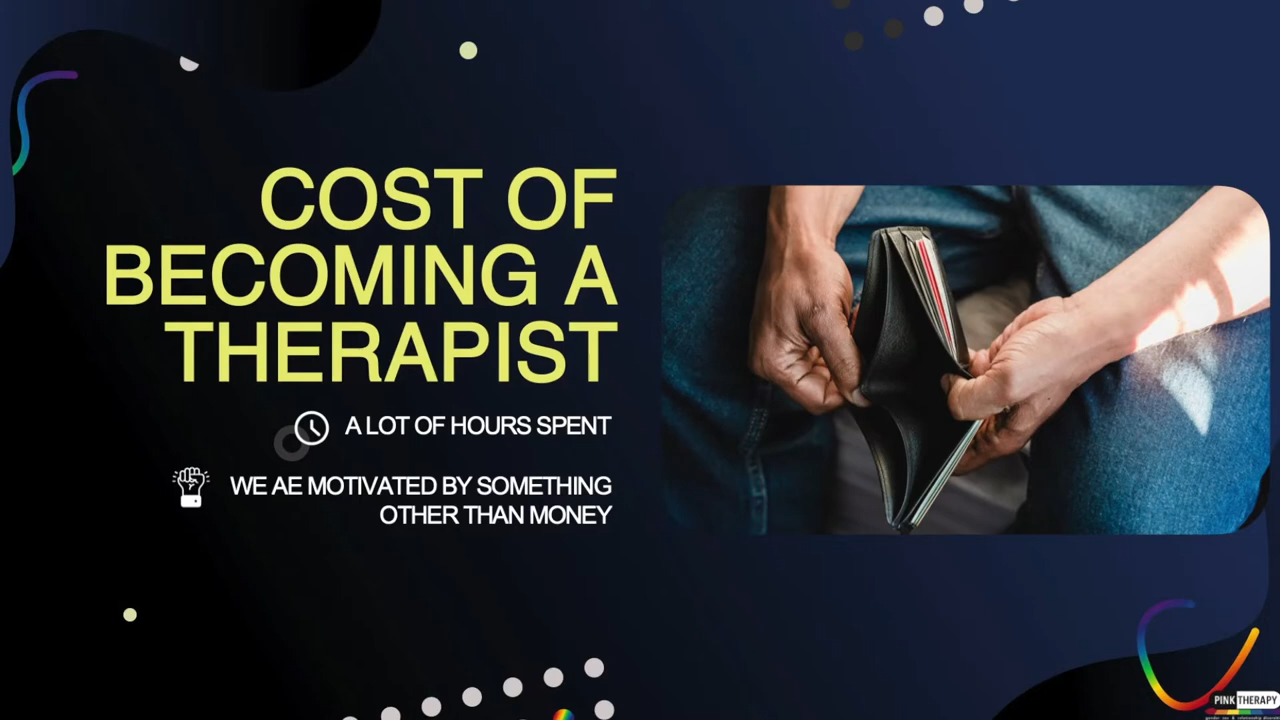 COST OF
BECOMING A
THERAPIST
A LOT OF HOURS SPENT
WE AE MOTIVATED BY SOMETHING
OTHER THAN MONEY
PINK THERAPY